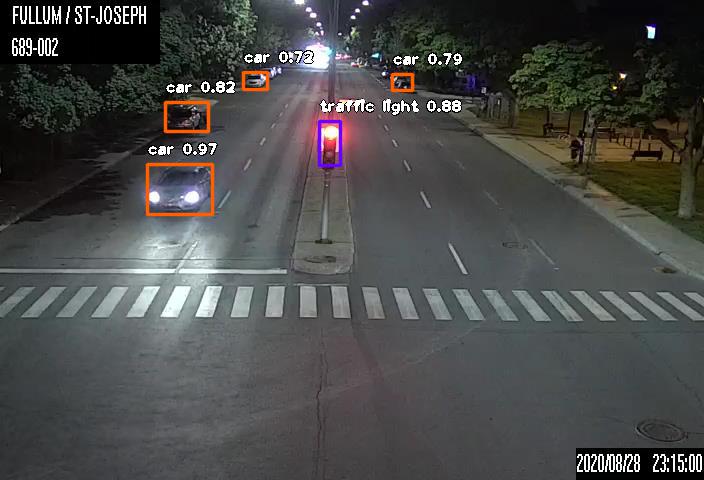 FULLUM / ST-JOSEPH
689-002
car 0.72
car 0.79
car 0.82
traffic light 0.88
car 0.97
2020/08/28 23:15:00